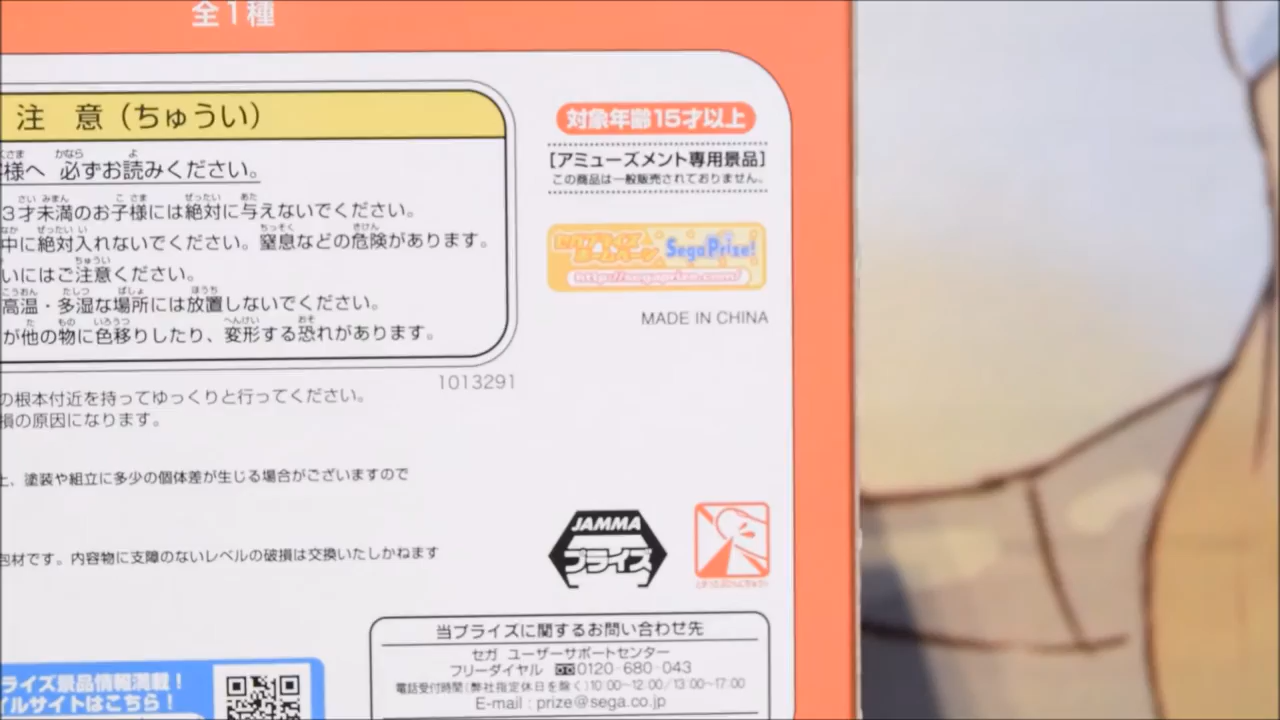 全1種
注 意（ちゅうい）
様へ 必ずお読みください。
3才未満のお子様には絶対に与えないでください。
中に絶対入れないでください。窒息などの危険があります。
いにはご注意ください。
高温・多湿な場所には放置しないでください。
が他の物に色移りしたり、変形する恐れがあります。
対象年齢15才以上
[アミューズメント専用景品]
この商品は一般販売されておりません。
セガプライズ
ホームページ
Sega Prize!
http://segaprize.com/
MADE IN CHINA
1013291
の根本付近を持ってゆっくりと行ってください。
損の原因になります。
上、塗装や組立に多少の個体差が生じる場合がございますので
包材です。内容物に支障のないレベルの破損は交換いたしかねます
JAMMA
プライズ
当プライズに関するお問い合わせ先
セガ ユーザーサポートセンター
フリーダイヤル 0120-680-043
電話受付時間（弊社指定休日を除く）10:00~12:00/13:00~17:00
E-mail : prize@sega.co.jp
ライズ景品情報満載！
イルサイトはこちら！